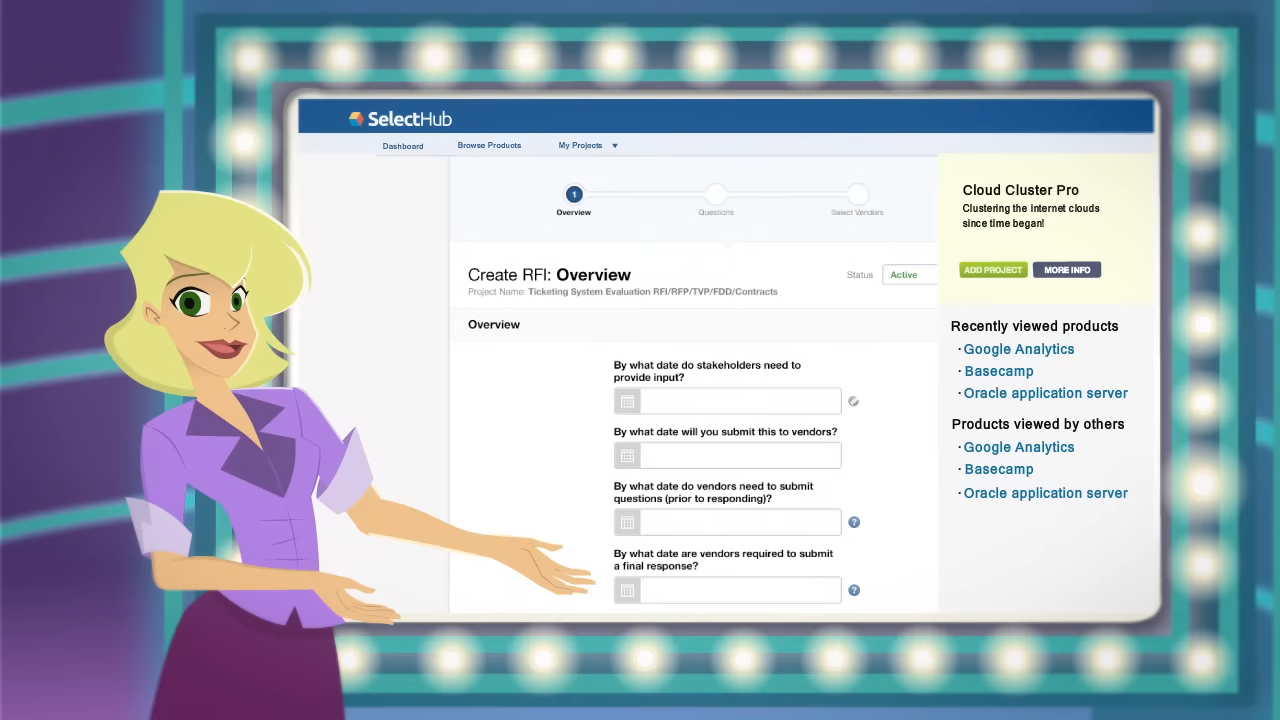 SelectHub
Dashboard Browse Products My Projects
1
Overview Questions Select Vendors
Create RFI: Overview
Project Name: Ticketing System Evaluation RFI/RFP/TVP/FDD/Contracts
Status Active
Overview
By what date do stakeholders need to
provide input?
By what date will you submit this to vendors?
By what date do vendors need to submit
questions (prior to responding)?
?
By what date are vendors required to submit
a final response?
?
Cloud Cluster Pro
Clustering the internet clouds
since time began!
ADD PROJECT MORE INFO
Recently viewed products
· Google Analytics
· Basecamp
· Oracle application server
Products viewed by others
· Google Analytics
· Basecamp
· Oracle application server